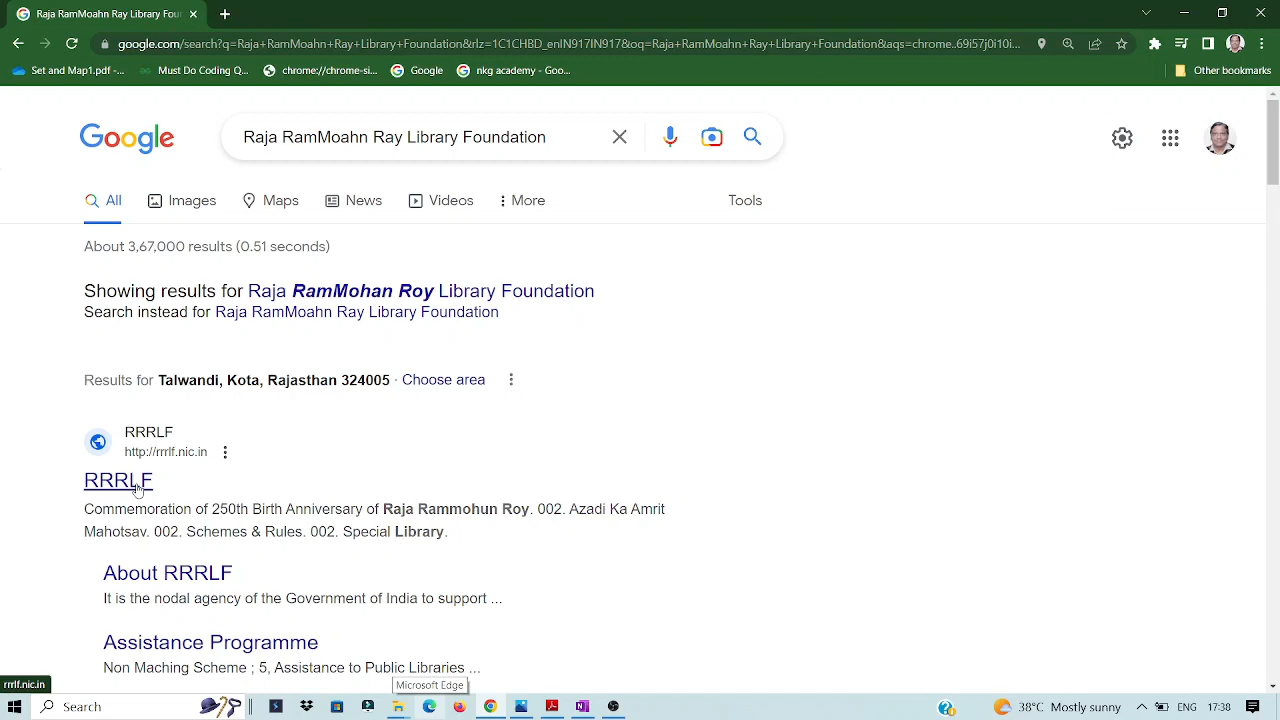 Raja RamMoahn Ray Library Foun
google.com/search?q=Raja+RamMoahn+Ray+Library+Foundation&rlz=1C1CHBD_enIN917IN917&oq=Raja+RamMoahn+Ray+Library+Foundation&aqs=chrome..69i57j0i10i...
Set and Map1.pdf -...
Must Do Coding Q...
chrome://chrome-si...
Google
nkg academy - Goo...
Other bookmarks
Google
Raja RamMoahn Ray Library Foundation
All
Images
Maps
News
Videos
More
Tools
About 3,67,000 results (0.51 seconds)
Showing results for Raja RamMohan Roy Library Foundation
Search instead for Raja RamMoahn Ray Library Foundation
Results for Talwandi, Kota, Rajasthan 324005 · Choose area
RRRLF
http://rrrlf.nic.in
RRRLF
Commemoration of 250th Birth Anniversary of Raja Rammohun Roy. 002. Azadi Ka Amrit
Mahotsav. 002. Schemes & Rules. 002. Special Library.
About RRRLF
It is the nodal agency of the Government of India to support ...
Assistance Programme
Non Maching Scheme ; 5, Assistance to Public Libraries ...
Microsoft Edge
rrrlf.nic.in
Search
38°C Mostly sunny
ENG
17:38